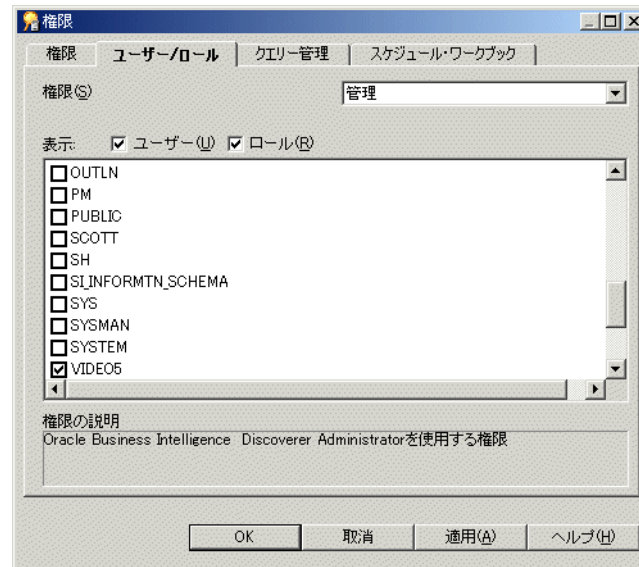 権限
権限 ユーザー/ロール クエリー管理 スケジュール・ワークブック
権限(S) 管理
表示: ユーザー(U) ロール(R)
OUTLN
PM
PUBLIC
SCOTT
SH
SI_INFORMTN_SCHEMA
SYS
SYSMAN
SYSTEM
VIDEO5
権限の説明
Oracle Business Intelligence Discoverer Administratorを使用する権限
OK 取消 適用(A) ヘルプ(H)